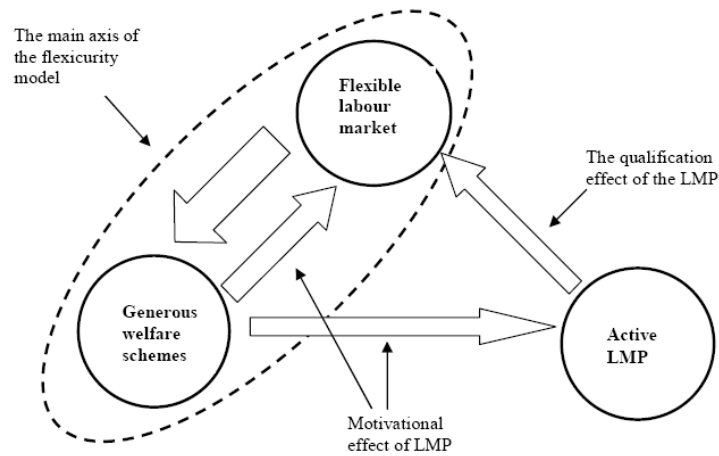 The main axis of
the flexicurity
model
Flexible
labour
market
The qualification
effect of the LMP
Generous
welfare
schemes
Active
LMP
Motivational
effect of LMP